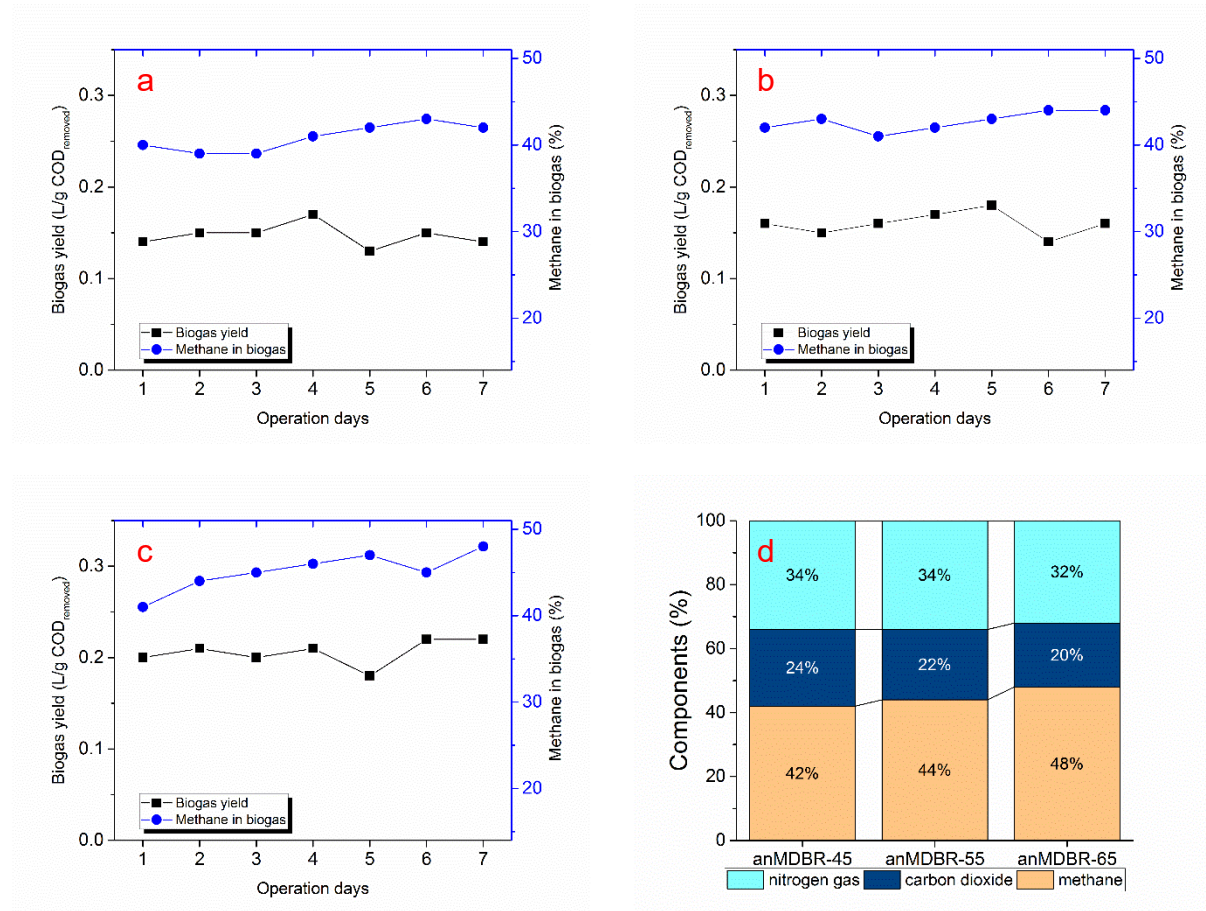 a
Biogas yield (L/g COD removed)
0.3
0.2
0.1
0.0
50
40
30
20
Methane in biogas (%)
Biogas yield
Methane in biogas
1 2 3 4 5 6 7
Operation days
b
Biogas yield (L/g COD removed)
0.3
0.2
0.1
0.0
50
40
30
20
Methane in biogas (%)
Biogas yield
Methane in biogas
1 2 3 4 5 6 7
Operation days
c
Biogas yield (L/g COD removed)
0.3
0.2
0.1
0.0
50
40
30
20
Methane in biogas (%)
Biogas yield
Methane in biogas
1 2 3 4 5 6 7
Operation days
d
Components (%)
100
80
60
40
20
0
34% 34% 32%
24% 22% 20%
42% 44% 48%
anMDBR-45 anMDBR-55 anMDBR-65
nitrogen gas carbon dioxide methane